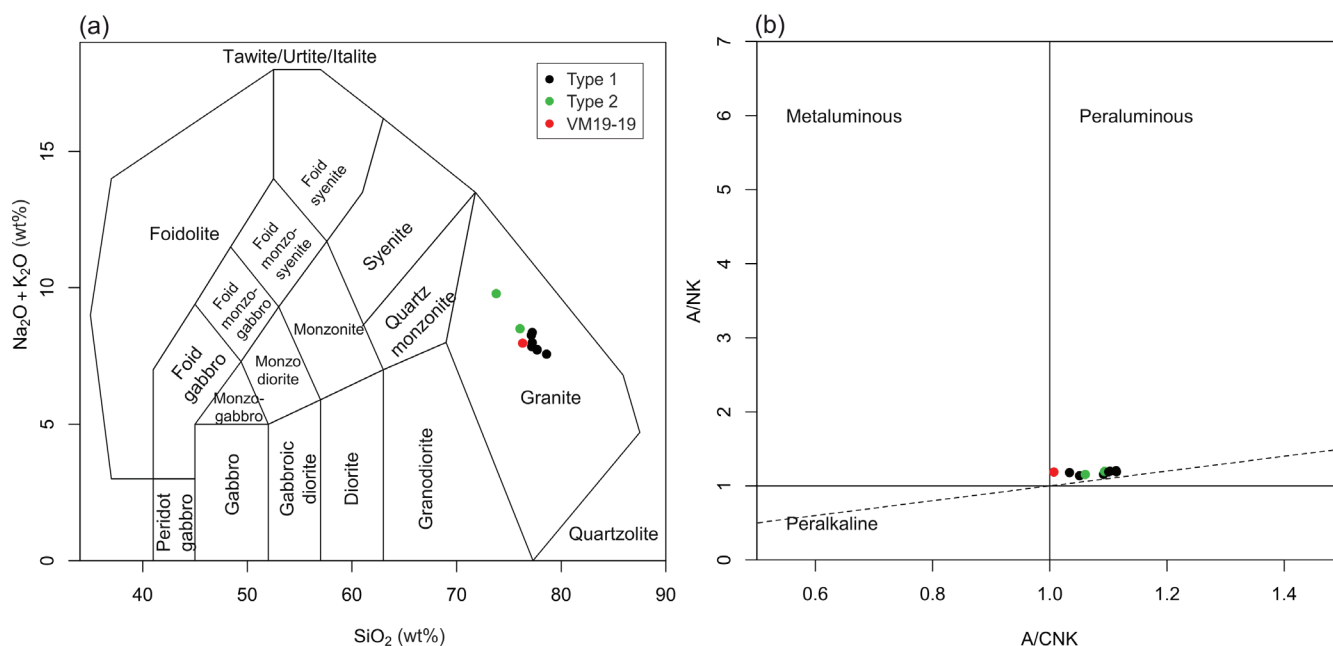 (a)
Tawite/Urtite/Italite
Type 1
Type 2
VM19-19
Foid
syenite
Foidolite
Foid
monzo-
syenite
Syenite
Foid
monzo-
gabbro
Monzonite
Quartz
monzonite
Foid
gabbro
Monzo
diorite
Monzo-
gabbro
Granite
Peridot
gabbro
Gabbro
Gabbroic
diorite
Diorite
Granodiorite
Quartzolite
Na₂O + K₂O (wt%)
0
5
10
15
40
50
60
70
80
90
SiO₂ (wt%)
(b)
Metaluminous
Peraluminous
Peralkaline
A/NK
0
1
2
3
4
5
6
7
0.6
0.8
1.0
1.2
1.4
A/CNK